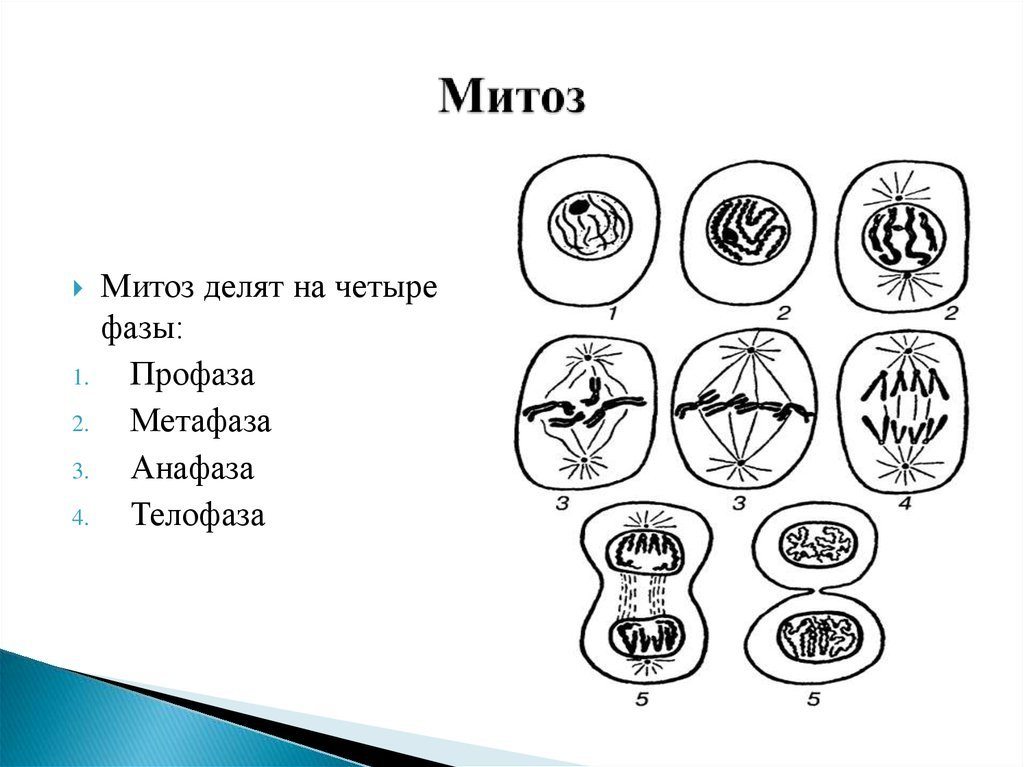 Митоз
Митоз делят на четыре
фазы:
1. Профаза
2. Метафаза
3. Анафаза
4. Телофаза
1 2 2
3 3 4
5 5